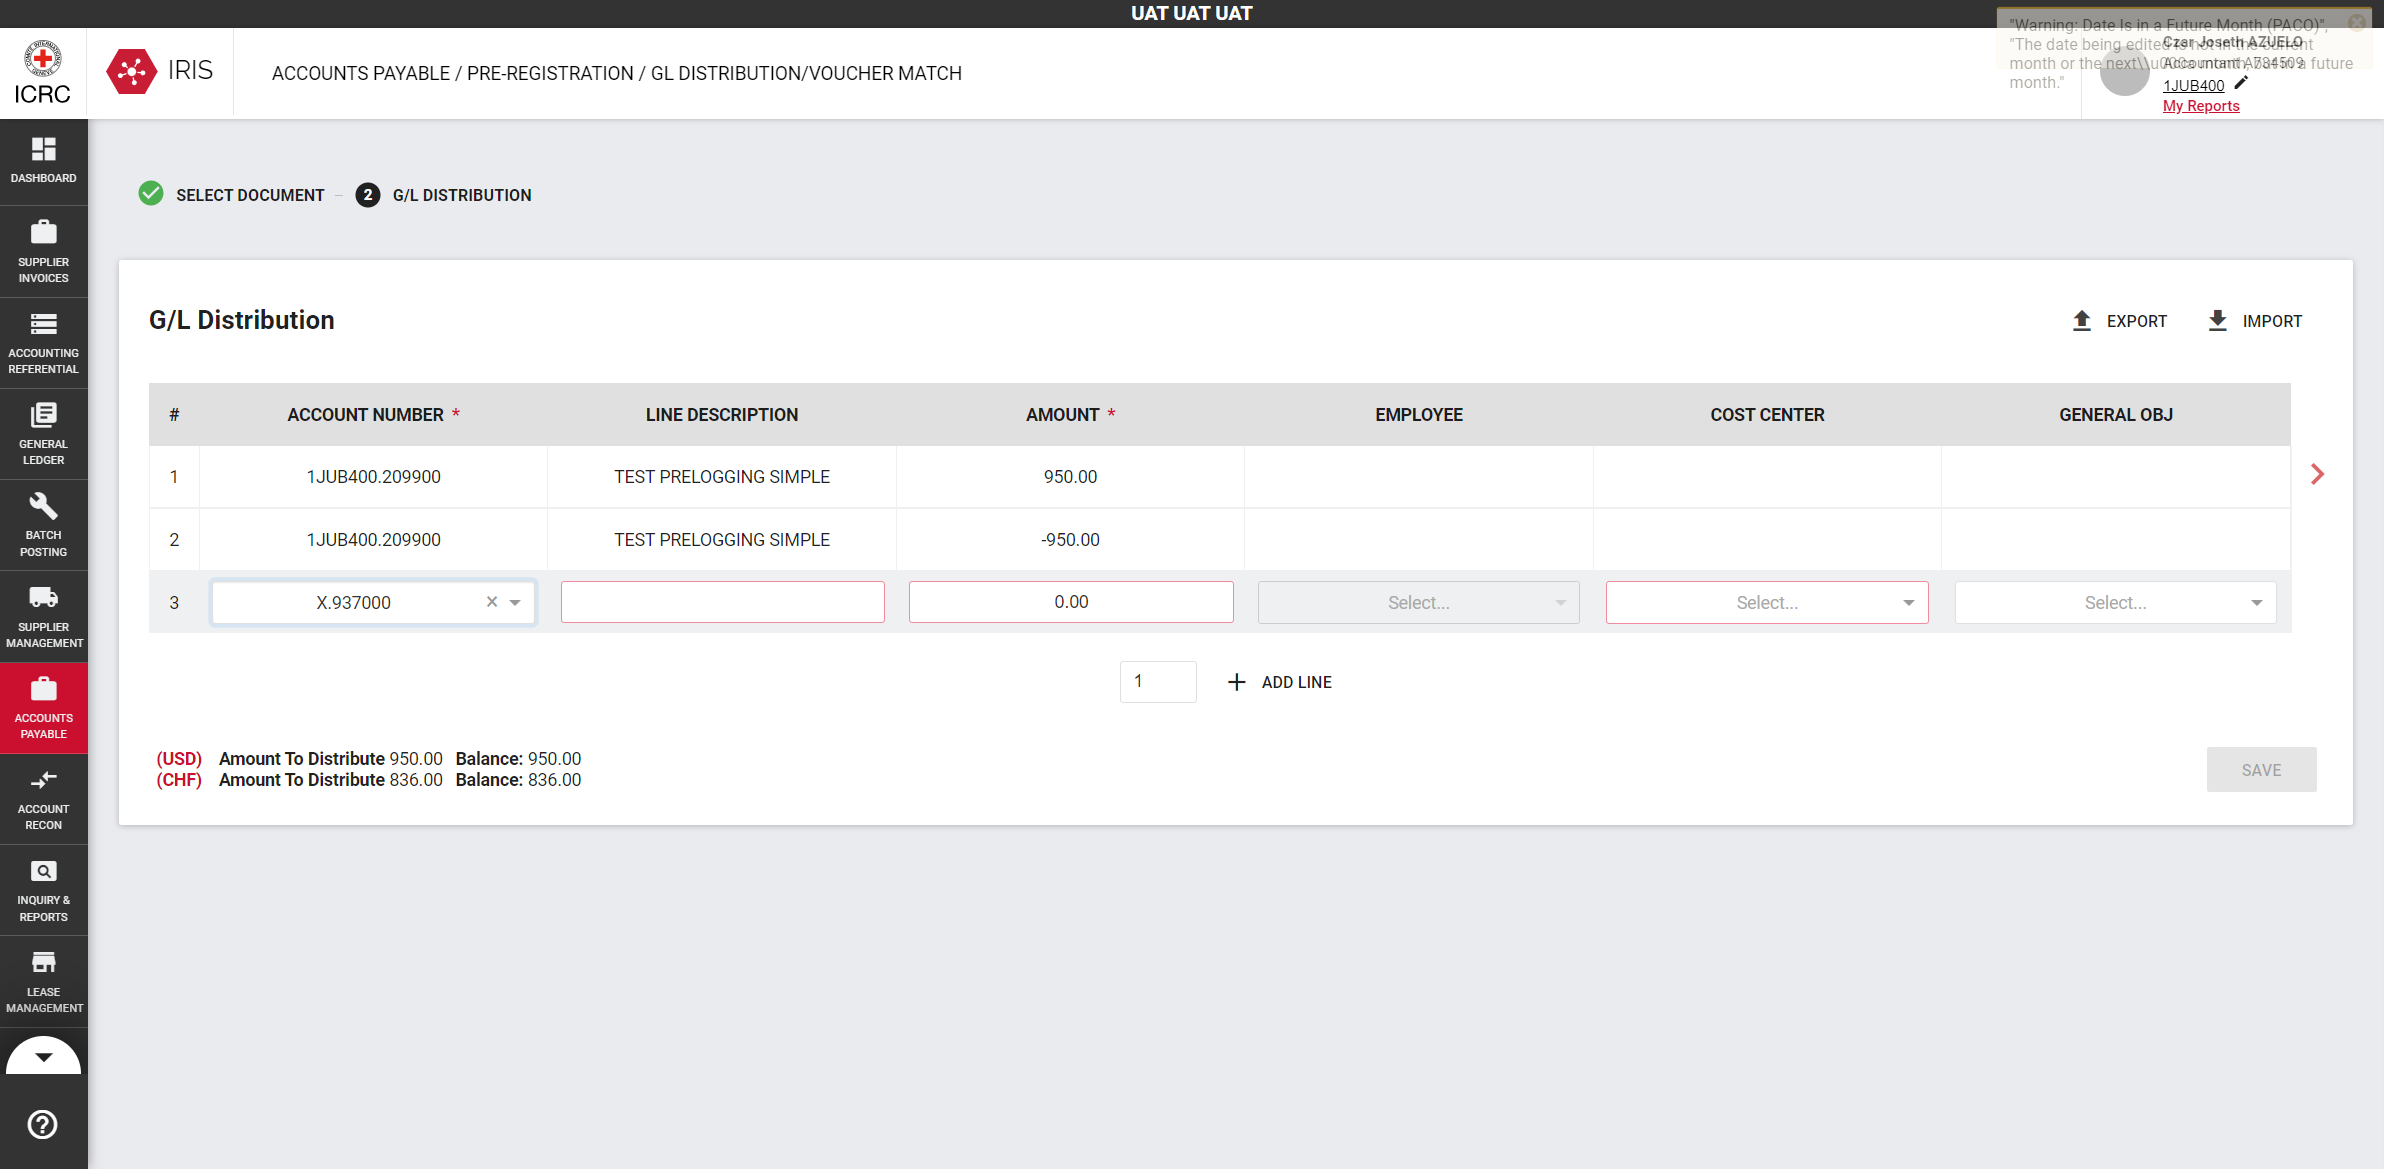 UAT UAT UAT
ICRC
IRIS
ACCOUNTS PAYABLE / PRE-REGISTRATION / GL DISTRIBUTION/VOUCHER MATCH
"Warning: Date Is in a Future Month (PACO)",
"The date being edited is not in the current
month or the next\\u000a month, but in a future
month."
Czar Joseth AZUELO
Accountant A734509
1JUB400
My Reports
DASHBOARD
SUPPLIER
INVOICES
ACCOUNTING
REFERENTIAL
GENERAL
LEDGER
BATCH
POSTING
SUPPLIER
MANAGEMENT
ACCOUNTS
PAYABLE
ACCOUNT
RECON
INQUIRY &
REPORTS
LEASE
MANAGEMENT
SELECT DOCUMENT – 2 G/L DISTRIBUTION
G/L Distribution
EXPORT IMPORT
# ACCOUNT NUMBER * LINE DESCRIPTION AMOUNT * EMPLOYEE COST CENTER GENERAL OBJ
1 1JUB400.209900 TEST PRELOGGING SIMPLE 950.00
2 1JUB400.209900 TEST PRELOGGING SIMPLE -950.00
3 X.937000 × 0.00 Select... Select... Select...
1 + ADD LINE
(USD) Amount To Distribute 950.00 Balance: 950.00
(CHF) Amount To Distribute 836.00 Balance: 836.00
SAVE